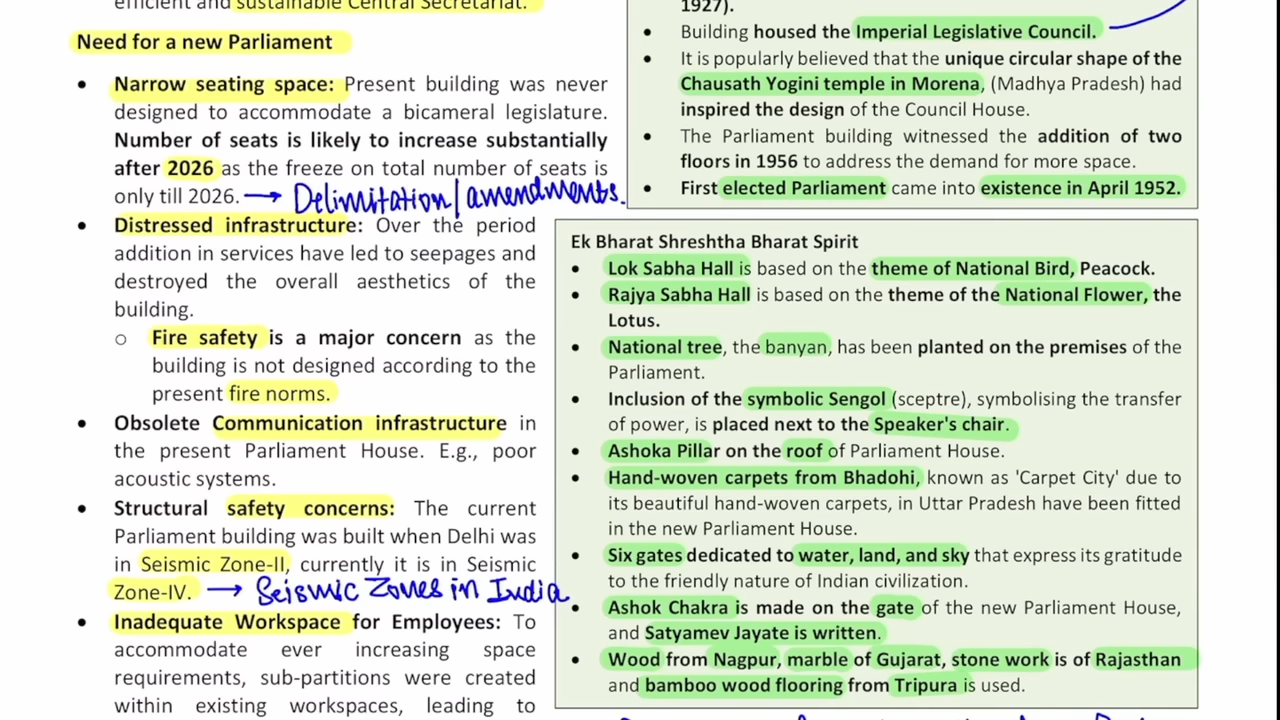 efficient and sustainable Central Secretariat.
Need for a new Parliament
• Narrow seating space: Present building was never
designed to accommodate a bicameral legislature.
Number of seats is likely to increase substantially
after 2026 as the freeze on total number of seats is
only till 2026. → Delimitation/amendments.
• Distressed infrastructure: Over the period
addition in services have led to seepages and
destroyed the overall aesthetics of the
building.
o Fire safety is a major concern as the
building is not designed according to the
present fire norms.
• Obsolete Communication infrastructure in
the present Parliament House. E.g., poor
acoustic systems.
• Structural safety concerns: The current
Parliament building was built when Delhi was
in Seismic Zone-II, currently it is in Seismic
Zone-IV. → Seismic Zones in India
• Inadequate Workspace for Employees: To
accommodate ever increasing space
requirements, sub-partitions were created
within existing workspaces, leading to
1927).
• Building housed the Imperial Legislative Council.
• It is popularly believed that the unique circular shape of the
Chausath Yogini temple in Morena, (Madhya Pradesh) had
inspired the design of the Council House.
• The Parliament building witnessed the addition of two
floors in 1956 to address the demand for more space.
• First elected Parliament came into existence in April 1952.
Ek Bharat Shreshtha Bharat Spirit
• Lok Sabha Hall is based on the theme of National Bird, Peacock.
• Rajya Sabha Hall is based on the theme of the National Flower, the
Lotus.
• National tree, the banyan, has been planted on the premises of the
Parliament.
• Inclusion of the symbolic Sengol (sceptre), symbolising the transfer
of power, is placed next to the Speaker's chair.
• Ashoka Pillar on the roof of Parliament House.
• Hand-woven carpets from Bhadohi, known as 'Carpet City' due to
its beautiful hand-woven carpets, in Uttar Pradesh have been fitted
in the new Parliament House.
• Six gates dedicated to water, land, and sky that express its gratitude
to the friendly nature of Indian civilization.
• Ashok Chakra is made on the gate of the new Parliament House,
and Satyamev Jayate is written.
• Wood from Nagpur, marble of Gujarat, stone work is of Rajasthan
and bamboo wood flooring from Tripura is used.